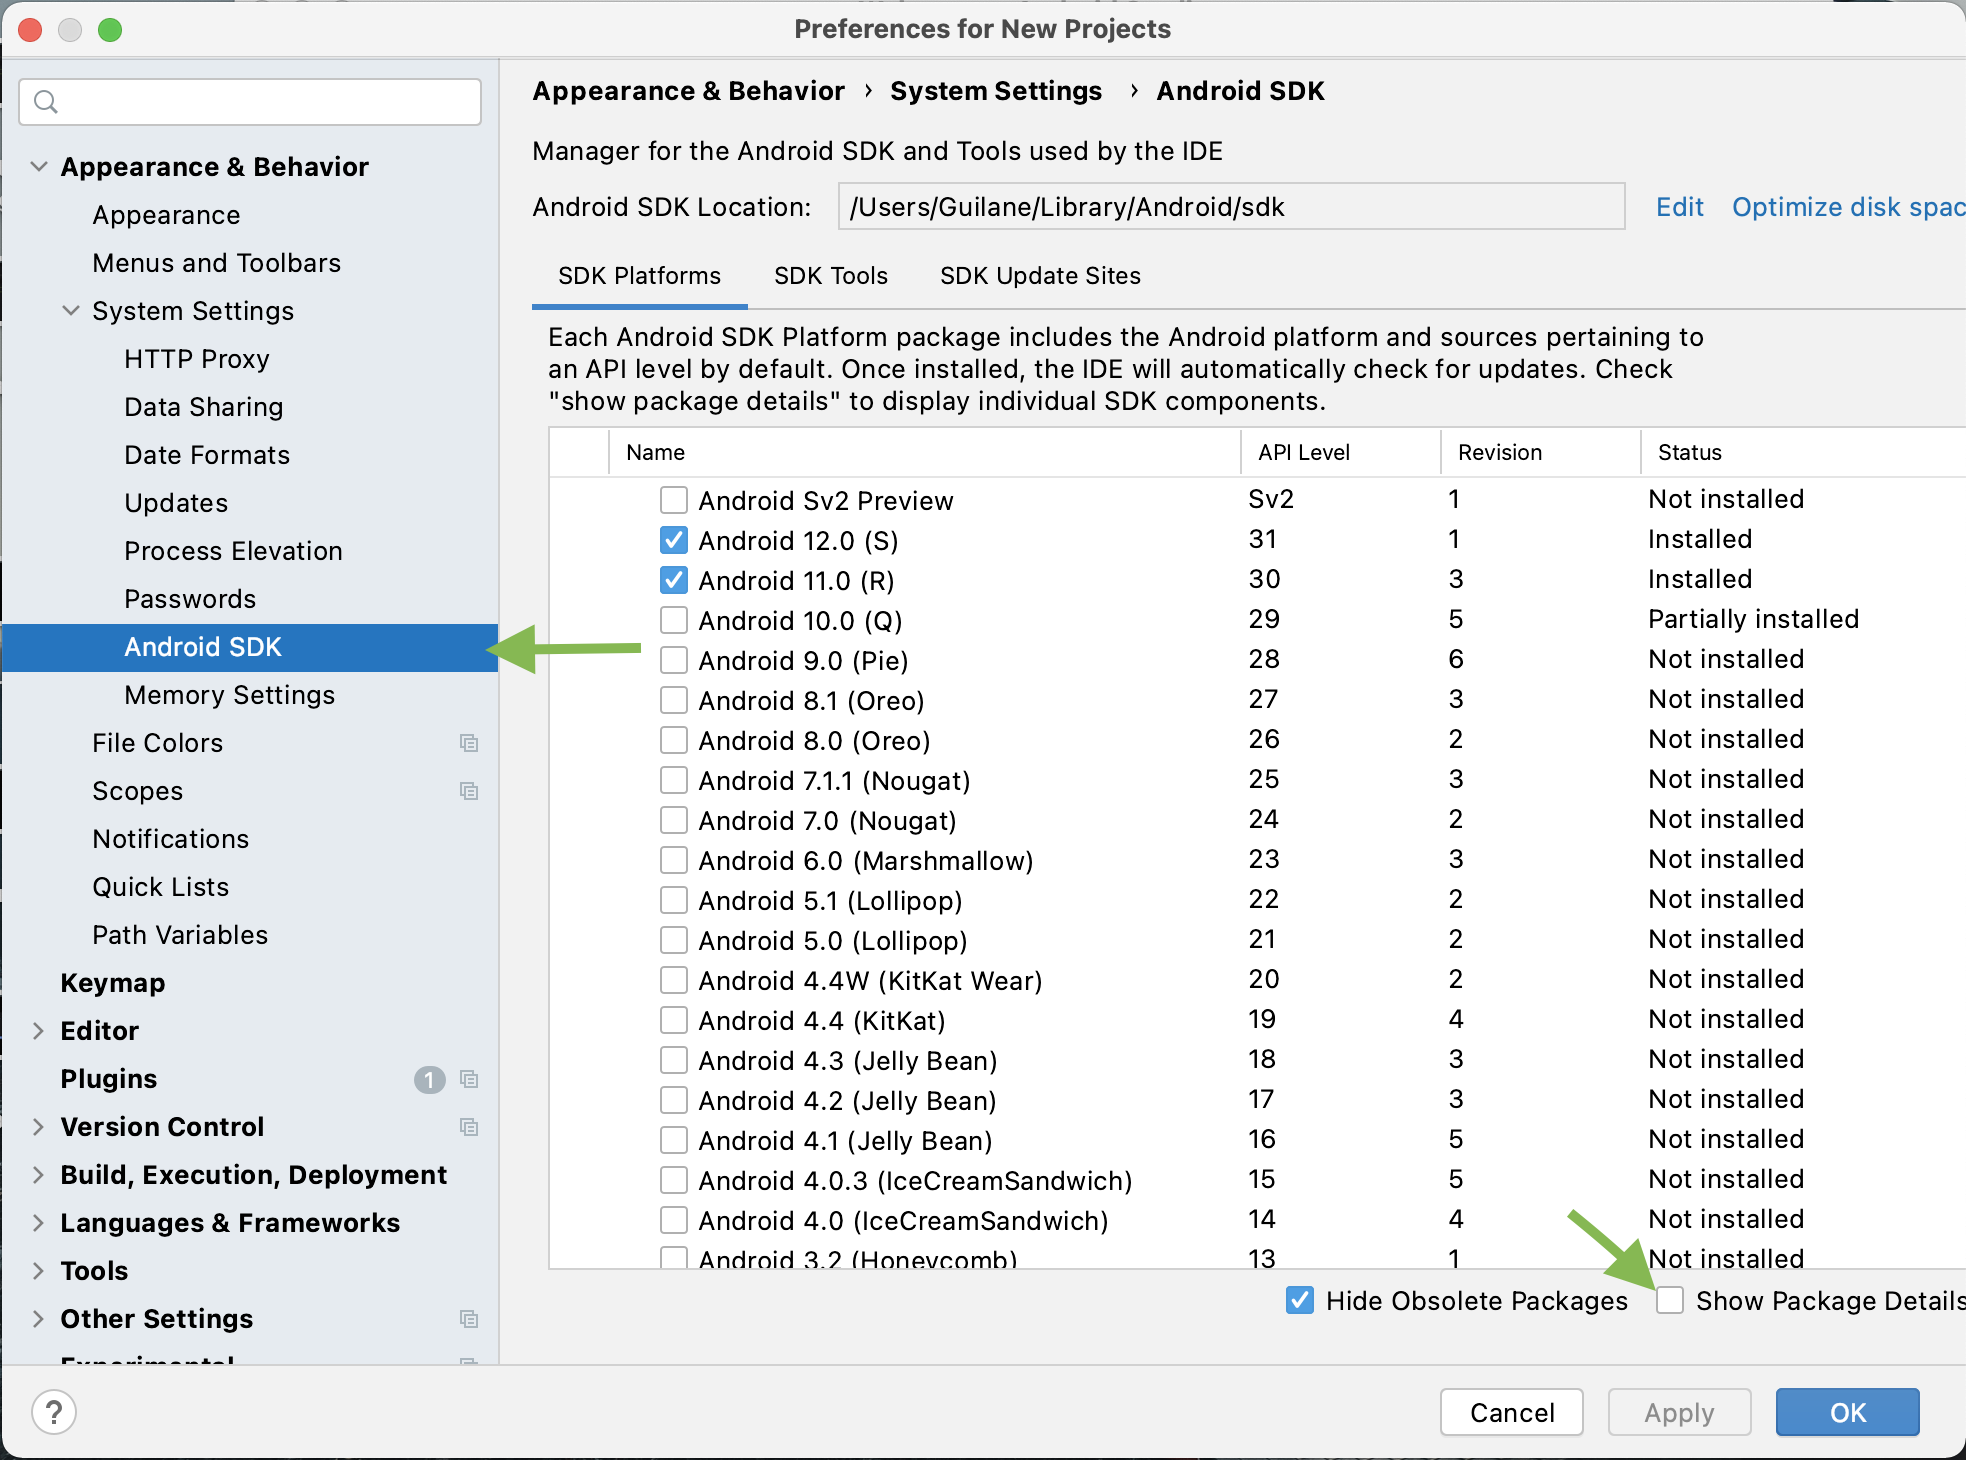 Preferences for New Projects
Appearance & Behavior
Appearance
Menus and Toolbars
System Settings
HTTP Proxy
Data Sharing
Date Formats
Updates
Process Elevation
Passwords
Android SDK
Memory Settings
File Colors
Scopes
Notifications
Quick Lists
Path Variables
Keymap
Editor
Plugins 1
Version Control
Build, Execution, Deployment
Languages & Frameworks
Tools
Other Settings
Experimental
Appearance & Behavior › System Settings › Android SDK
Manager for the Android SDK and Tools used by the IDE
Android SDK Location: /Users/Guilane/Library/Android/sdk Edit Optimize disk spac
SDK Platforms SDK Tools SDK Update Sites
Each Android SDK Platform package includes the Android platform and sources pertaining to
an API level by default. Once installed, the IDE will automatically check for updates. Check
"show package details" to display individual SDK components.
Name API Level Revision Status
Android Sv2 Preview Sv2 1 Not installed
Android 12.0 (S) 31 1 Installed
Android 11.0 (R) 30 3 Installed
Android 10.0 (Q) 29 5 Partially installed
Android 9.0 (Pie) 28 6 Not installed
Android 8.1 (Oreo) 27 3 Not installed
Android 8.0 (Oreo) 26 2 Not installed
Android 7.1.1 (Nougat) 25 3 Not installed
Android 7.0 (Nougat) 24 2 Not installed
Android 6.0 (Marshmallow) 23 3 Not installed
Android 5.1 (Lollipop) 22 2 Not installed
Android 5.0 (Lollipop) 21 2 Not installed
Android 4.4W (KitKat Wear) 20 2 Not installed
Android 4.4 (KitKat) 19 4 Not installed
Android 4.3 (Jelly Bean) 18 3 Not installed
Android 4.2 (Jelly Bean) 17 3 Not installed
Android 4.1 (Jelly Bean) 16 5 Not installed
Android 4.0.3 (IceCreamSandwich) 15 5 Not installed
Android 4.0 (IceCreamSandwich) 14 4 Not installed
Android 3.2 (Honeycomb) 13 1 Not installed
Hide Obsolete Packages Show Package Details
? Cancel Apply OK